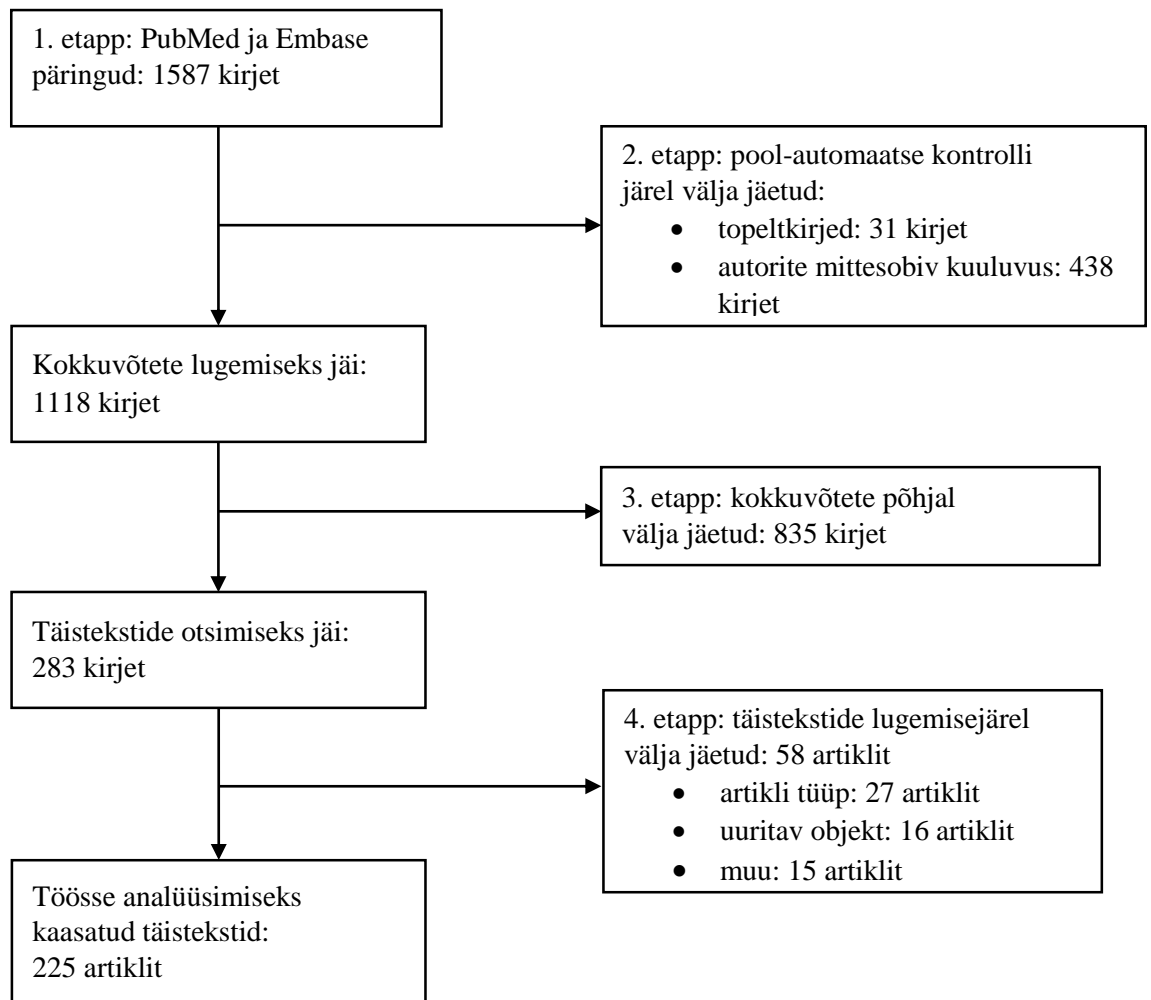 1. etapp: PubMed ja Embase
päringud: 1587 kirjet
2. etapp: pool-automaatse kontrolli
järel välja jäetud:
• topeltkirjed: 31 kirjet
• autorite mittesobiv kuuluvus: 438
kirjet
Kokkuvõtete lugemiseks jäi:
1118 kirjet
3. etapp: kokkuvõtete põhjal
välja jäetud: 835 kirjet
Täistekstide otsimiseks jäi:
283 kirjet
4. etapp: täistekstide lugemisejärel
välja jäetud: 58 artiklit
• artikli tüüp: 27 artiklit
• uuritav objekt: 16 artiklit
• muu: 15 artiklit
Töösse analüüsimiseks
kaasatud täistekstid:
225 artiklit